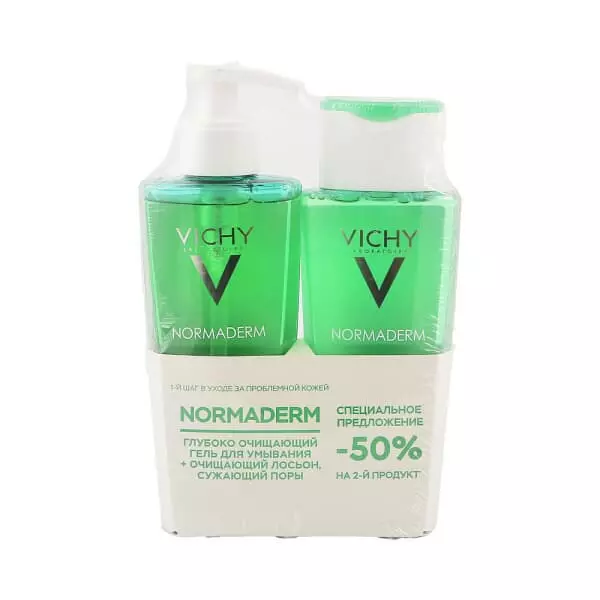 VICHY
LABORATOIRES
V
NORMADERM
VICHY
LABORATOIRES
V
NORMADERM
1-Й ШАГ В УХОДЕ ЗА ПРОБЛЕМНОЙ КОЖЕЙ
NORMADERM
ГЛУБОКО ОЧИЩАЮЩИЙ
ГЕЛЬ ДЛЯ УМЫВАНИЯ
+ ОЧИЩАЮЩИЙ ЛОСЬОН,
СУЖАЮЩИЙ ПОРЫ
СПЕЦИАЛЬНОЕ
ПРЕДЛОЖЕНИЕ
-50%
НА 2-Й ПРОДУКТ